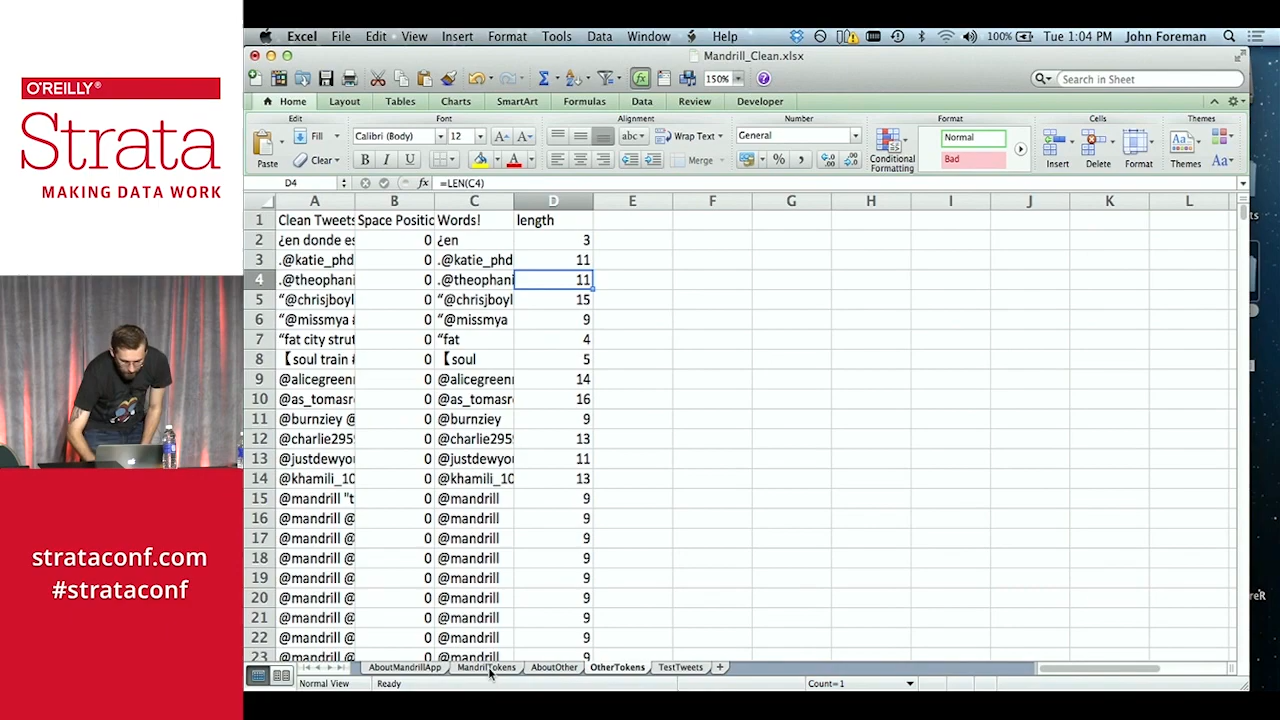 O'REILLY®
Strata
MAKING DATA WORK
strataconf.com
#strataconf
Excel File Edit View Insert Format Tools Data Window Help
100% Tue 1:04 PM John Foreman
Mandrill_Clean.xlsx
150% Search in Sheet
Home Layout Tables Charts SmartArt Formulas Data Review Developer
Edit Font Alignment Number Format Cells Themes
Paste Fill Clear Calibri (Body) 12 A A B I U A abc Wrap Text Merge General % Conditional Formatting Normal Bad Insert Delete Format Themes Aa
D4 fx =LEN(C4)
A B C D E F G H I J K L
1 Clean Tweets Space Positic Words! length
2 ¿en donde es 0 ¿en 3
3 .@katie_phd 0 .@katie_phd 11
4 .@theophani 0 .@theophani 11
5 “@chrisjboyl 0 “@chrisjboyl 15
6 “@missmya 0 “@missmya 9
7 “fat city strut 0 “fat 4
8 【soul train 0 【soul 5
9 @alicegreenr 0 @alicegreenr 14
10 @as_tomasr 0 @as_tomasr 16
11 @burnziey @ 0 @burnziey 9
12 @charlie295 0 @charlie295 13
13 @justdewyo 0 @justdewyo 11
14 @khamili_10 0 @khamili_10 13
15 @mandrill "t 0 @mandrill 9
16 @mandrill @ 0 @mandrill 9
17 @mandrill @ 0 @mandrill 9
18 @mandrill @ 0 @mandrill 9
19 @mandrill @ 0 @mandrill 9
20 @mandrill @ 0 @mandrill 9
21 @mandrill @ 0 @mandrill 9
22 @mandrill @ 0 @mandrill 9
23 @mandrill @ 0 @mandrill 9
AboutMandrillApp MandrillTokens AboutOther OtherTokens TestTweets +
Normal View Ready Count=1